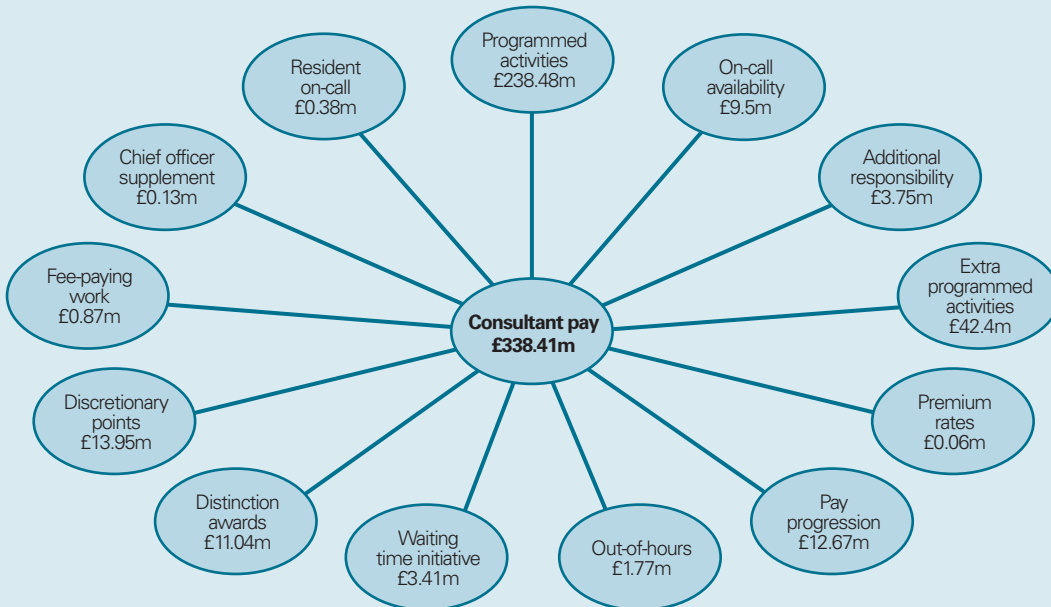 Programmed
activities
£238.48m
On-call
availability
£9.5m
Additional
responsibility
£3.75m
Extra
programmed
activities
£42.4m
Premium
rates
£0.06m
Pay
progression
£12.67m
Out-of-hours
£1.77m
Waiting
time initiative
£3.41m
Distinction
awards
£11.04m
Discretionary
points
£13.95m
Fee-paying
work
£0.87m
Chief officer
supplement
£0.13m
Resident
on-call
£0.38m
Consultant pay
£338.41m